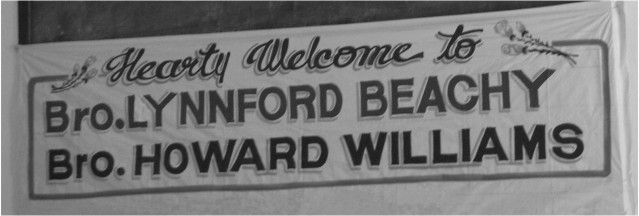 Hearty Welcome to
Bro. LYNNFORD BEACHY
Bro. HOWARD WILLIAMS